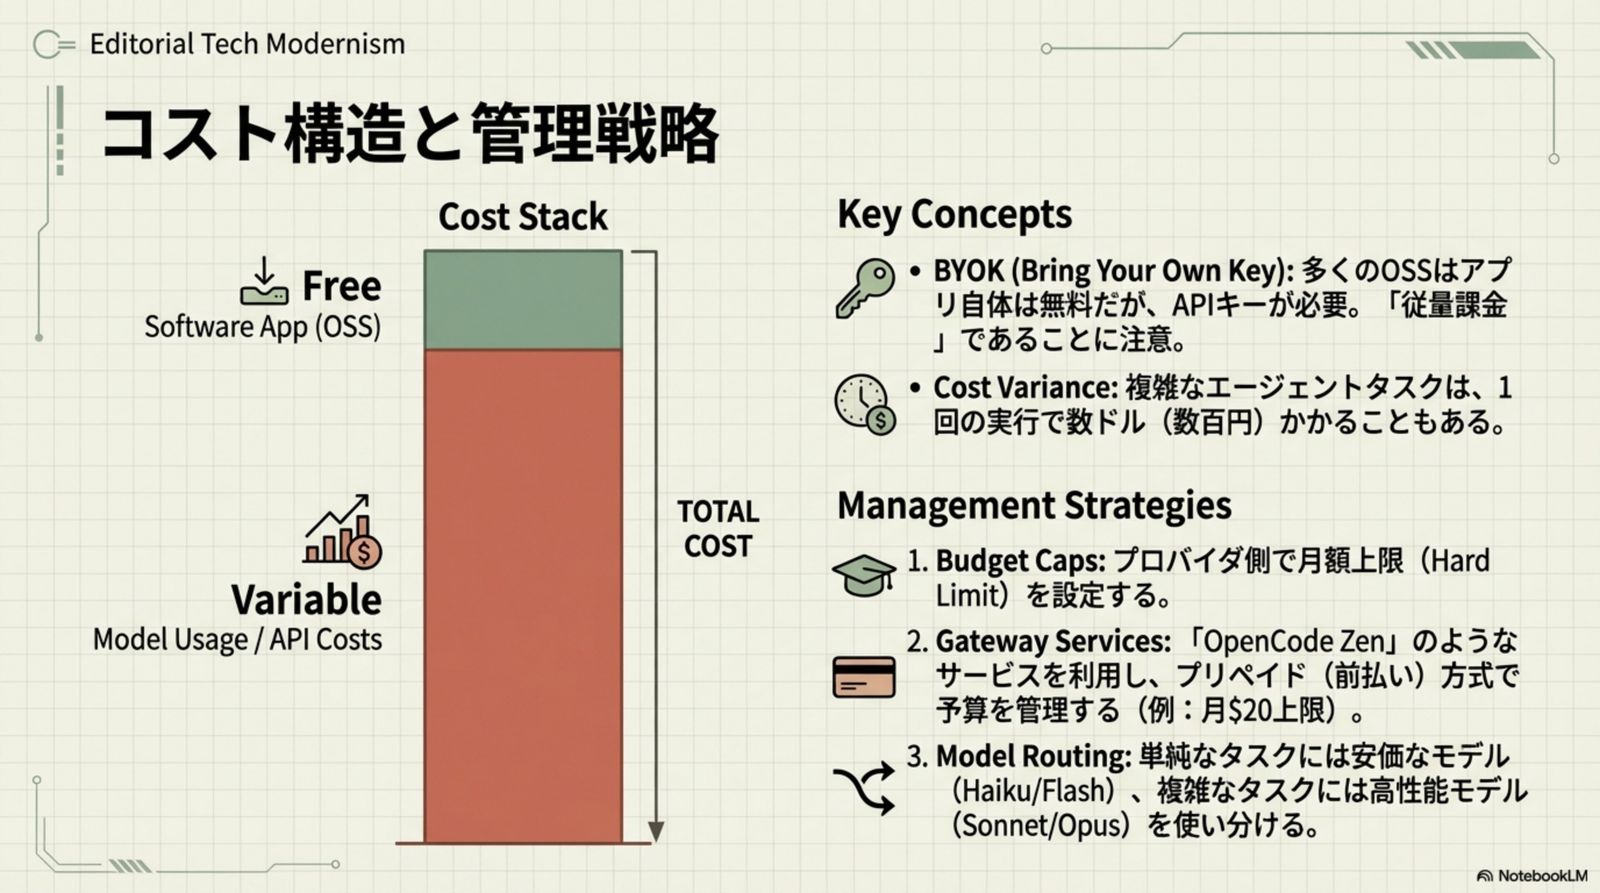 Editorial Tech Modernism
コスト構造と管理戦略
Cost Stack
Free
Software App (OSS)
Variable
Model Usage / API Costs
TOTAL
COST
Key Concepts
• BYOK (Bring Your Own Key): 多くのOSSはアプ
リ自体は無料だが、APIキーが必要。「従量課金
」であることに注意。
• Cost Variance: 複雑なエージェントタスクは、1
回の実行で数ドル（数百円）かかることもある。
Management Strategies
1. Budget Caps: プロバイダ側で月額上限（Hard
Limit）を設定する。
2. Gateway Services: 「OpenCode Zen」のような
サービスを利用し、プリペイド（前払い）方式で
予算を管理する（例：月$20上限）。
3. Model Routing: 単純なタスクには安価なモデル
（Haiku/Flash）、複雑なタスクには高性能モデル
（Sonnet/Opus）を使い分ける。
NotebookLM